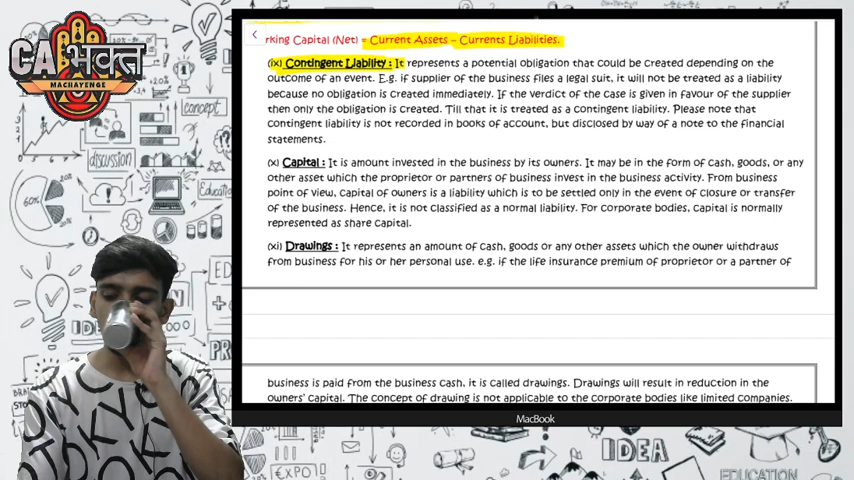 CA भक्त
MACHAYENGE
rking Capital (Net) = Current Assets – Currents Liabilities.
(ix) Contingent Liability : It represents a potential obligation that could be created depending on the
outcome of an event. E.g. if supplier of the business files a legal suit, it will not be treated as a liability
because no obligation is created immediately. If the verdict of the case is given in favour of the supplier
then only the obligation is created. Till that it is treated as a contingent liability. Please note that
contingent liability is not recorded in books of account, but disclosed by way of a note to the financial
statements.
(x) Capital : It is amount invested in the business by its owners. It may be in the form of cash, goods, or any
other asset which the proprietor or partners of business invest in the business activity. From business
point of view, capital of owners is a liability which is to be settled only in the event of closure or transfer
of the business. Hence, it is not classified as a normal liability. For corporate bodies, capital is normally
represented as share capital.
(xi) Drawings : It represents an amount of cash, goods or any other assets which the owner withdraws
from business for his or her personal use. e.g. if the life insurance premium of proprietor or a partner of
business is paid from the business cash, it is called drawings. Drawings will result in reduction in the
owners' capital. The concept of drawing is not applicable to the corporate bodies like limited companies.
MacBook
concept
discussion
60%
20%
TOKYO
€XPO!
IDEA
EDUCATION